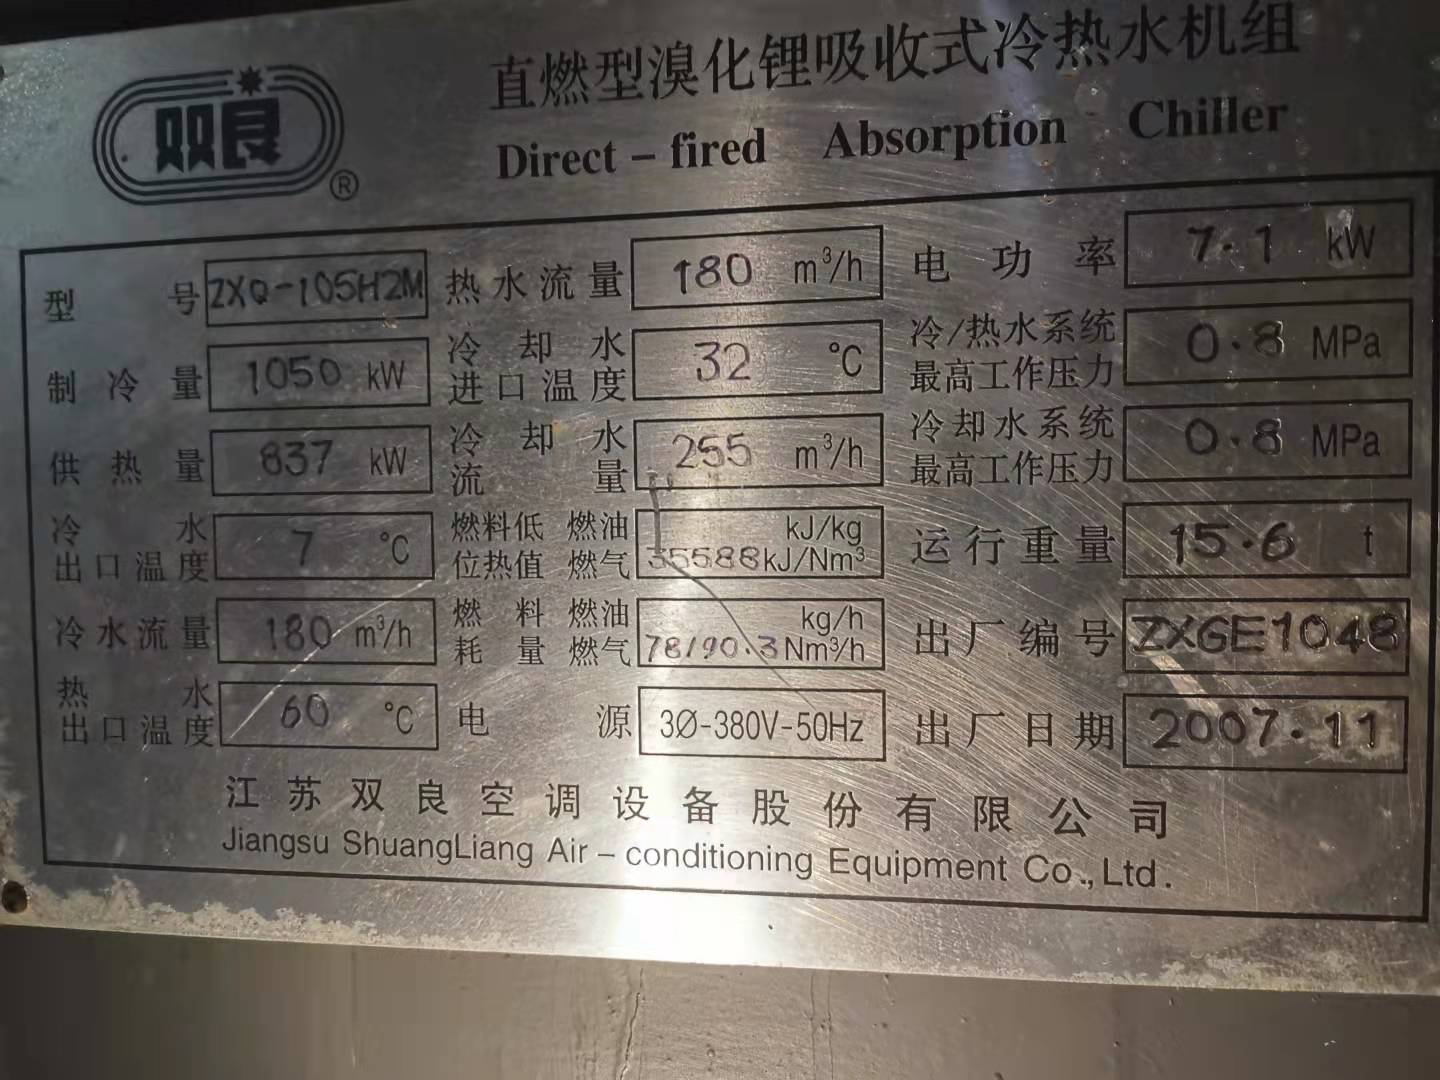 双良®
直燃型溴化锂吸收式冷热水机组
Direct-fired Absorption Chiller
型号 ZXQ-105H2M
制冷量 1050 kW
供热量 837 kW
冷水出口温度 7 ℃
冷水流量 180 m³/h
热水出口温度 60 ℃
热水流量 180 m³/h
冷却水进口温度 32 ℃
冷却水流量 255 m³/h
燃料低位热值 燃油 kJ/kg
燃气 35588 kJ/Nm³
燃料耗量 燃油 kg/h
燃气 78/90.3 Nm³/h
电源 3Ø-380V-50Hz
电功率 7.1 kW
冷/热水系统最高工作压力 0.8 MPa
冷却水系统最高工作压力 0.8 MPa
运行重量 15.6 t
出厂编号 ZXGE1048
出厂日期 2007.11
江苏双良空调设备股份有限公司
Jiangsu ShuangLiang Air-conditioning Equipment Co.,Ltd.